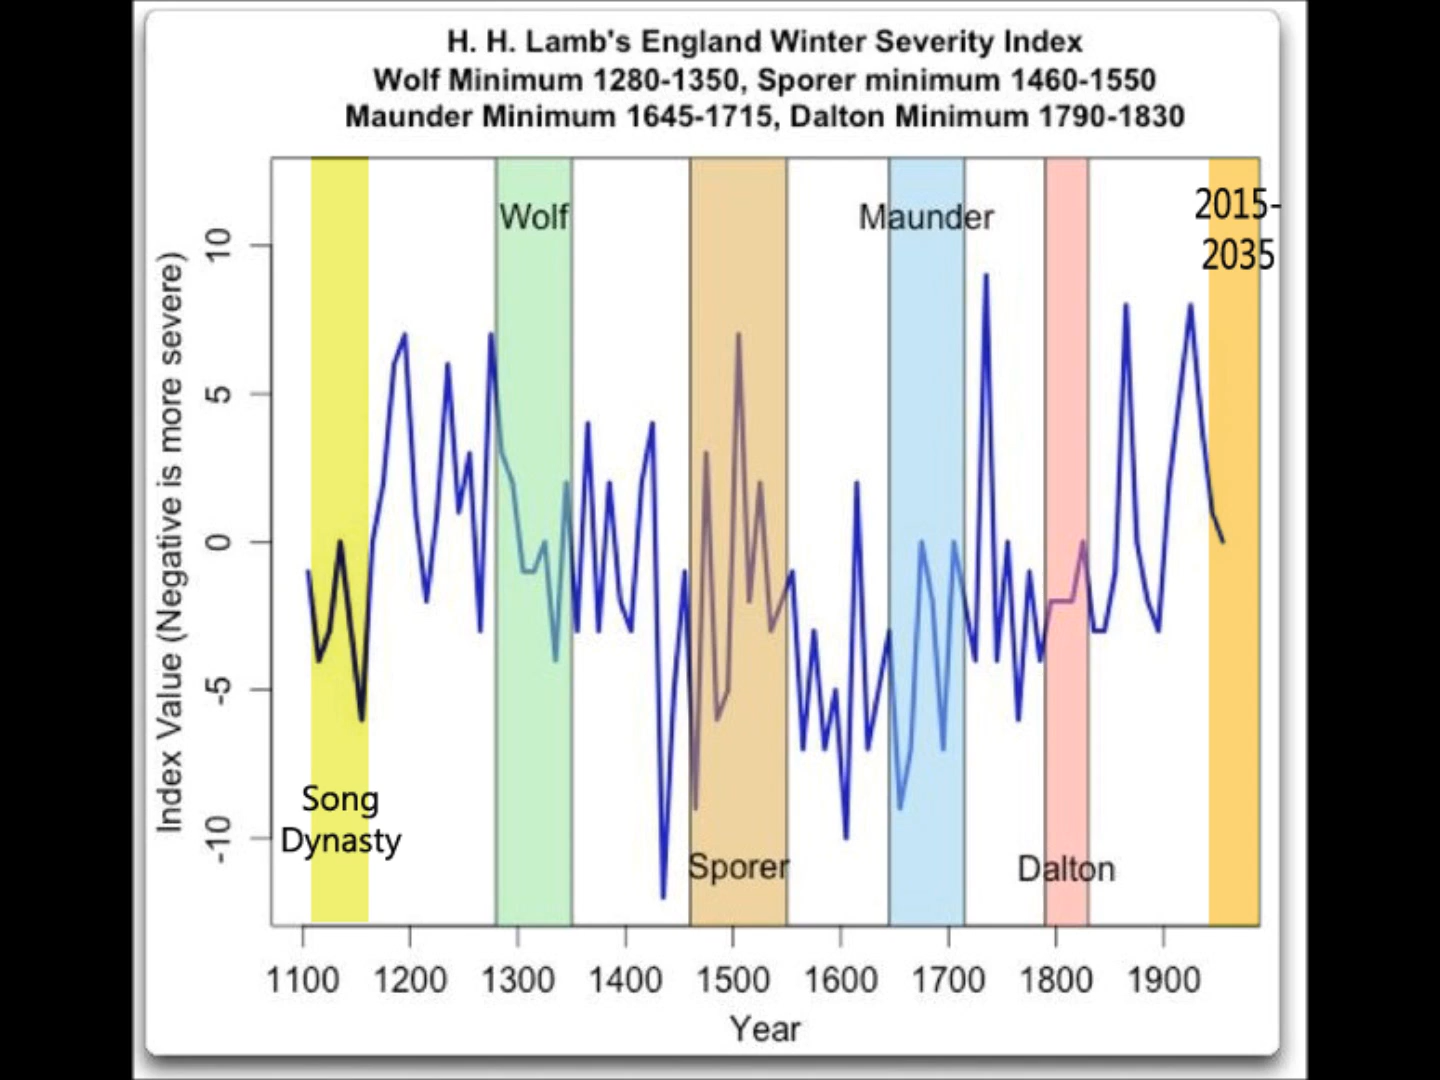 H. H. Lamb's England Winter Severity Index
Wolf Minimum 1280-1350, Sporer minimum 1460-1550
Maunder Minimum 1645-1715, Dalton Minimum 1790-1830
Wolf
Maunder
2015-
2035
Index Value (Negative is more severe)
10
5
0
-5
-10
Song
Dynasty
Sporer
Dalton
1100 1200 1300 1400 1500 1600 1700 1800 1900
Year